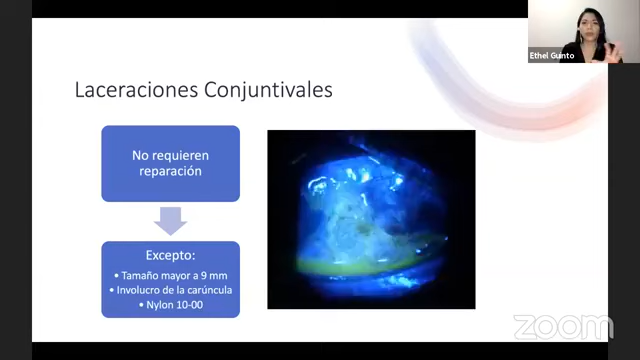 Ethel Gunto
Laceraciones Conjuntivales
No requieren
reparación
Excepto:
• Tamaño mayor a 9 mm
• Involucro de la carúncula
• Nylon 10-00
zoom